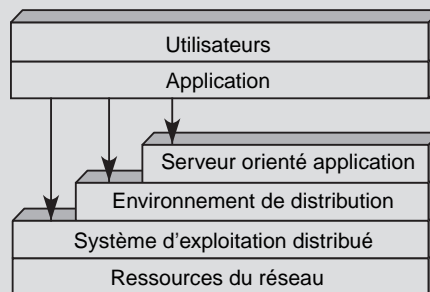 Utilisateurs
Application
Serveur orienté application
Environnement de distribution
Système d'exploitation distribué
Ressources du réseau